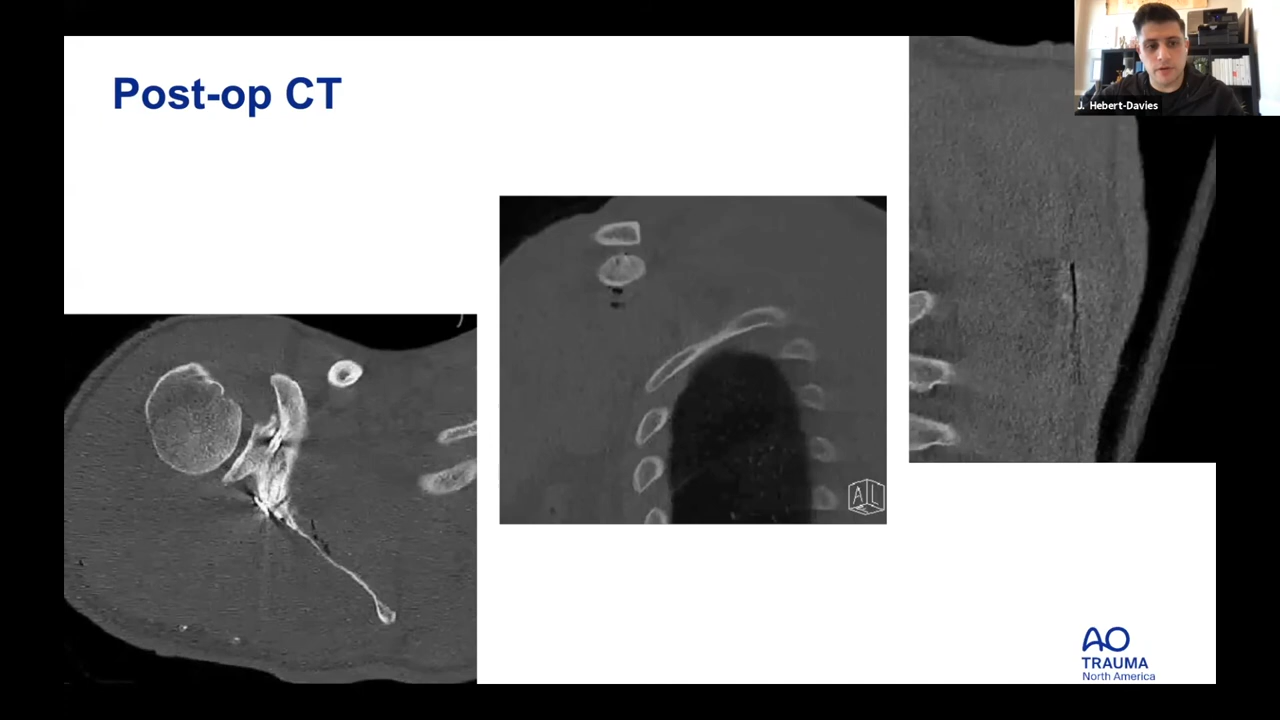 Post-op CT
J. Hebert-Davies
A L
AO
TRAUMA
North America